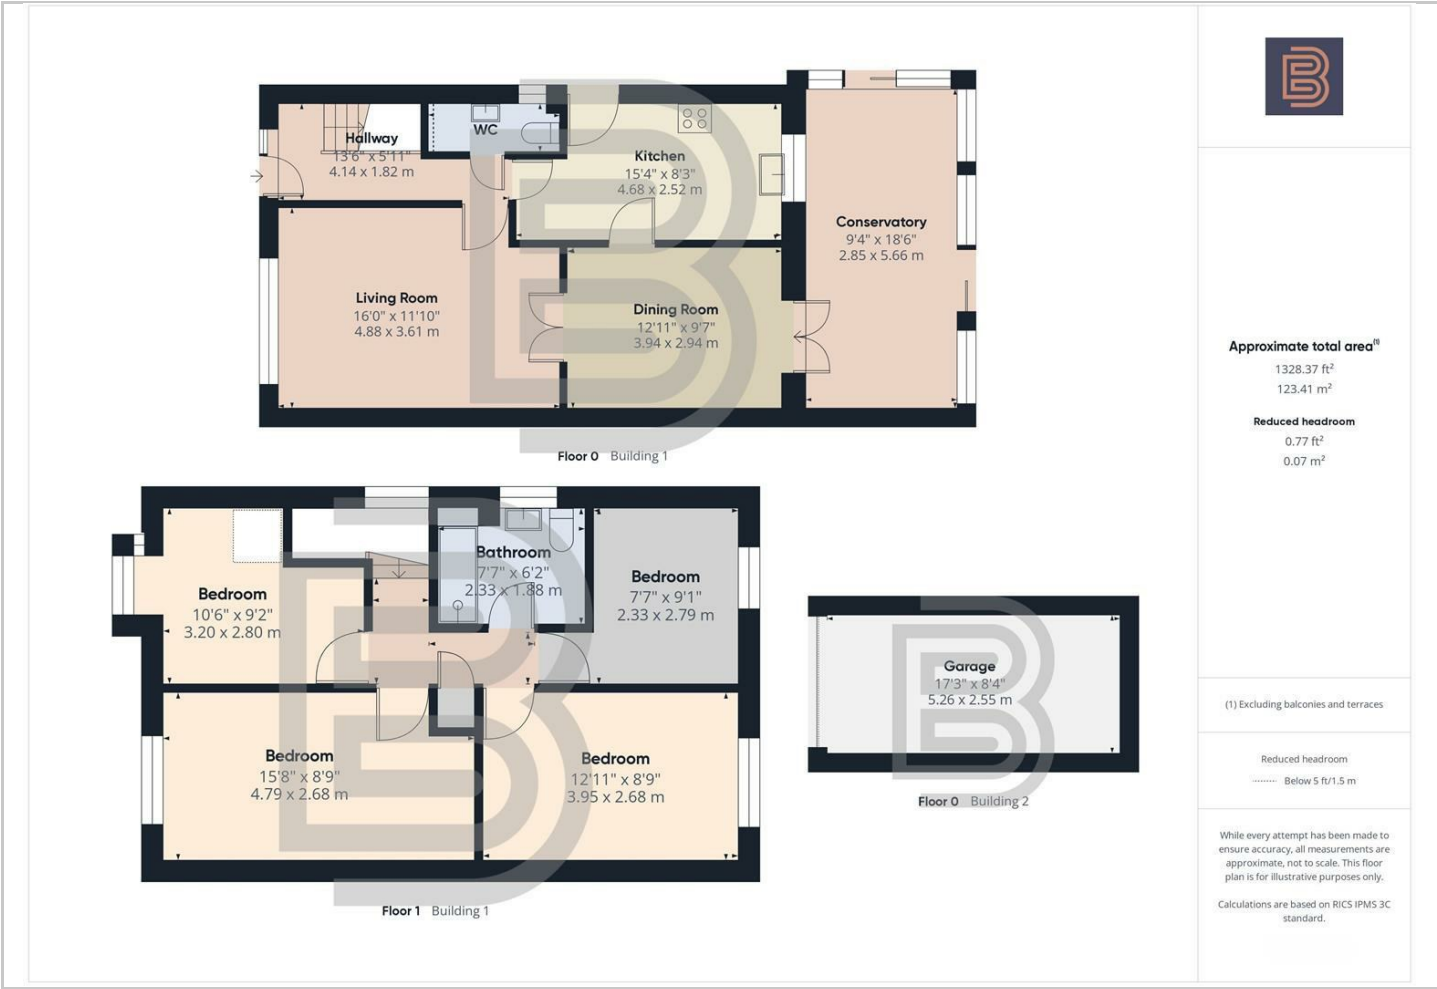 Hallway
13'6" x 5'11"
4.14 x 1.82 m
WC
Kitchen
15'4" x 8'3"
4.68 x 2.52 m
Conservatory
9'4" x 18'6"
2.85 x 5.66 m
Living Room
16'0" x 11'10"
4.88 x 3.61 m
Dining Room
12'11" x 9'7"
3.94 x 2.94 m
Floor 0 Building 1
Bedroom
10'6" x 9'2"
3.20 x 2.80 m
Bathroom
7'7" x 6'2"
2.33 x 1.88 m
Bedroom
7'7" x 9'1"
2.33 x 2.79 m
Bedroom
15'8" x 8'9"
4.79 x 2.68 m
Bedroom
12'11" x 8'9"
3.95 x 2.68 m
Floor 1 Building 1
Garage
17'3" x 8'4"
5.26 x 2.55 m
Floor 0 Building 2
B
Approximate total area⁽¹⁾
1328.37 ft²
123.41 m²
Reduced headroom
0.77 ft²
0.07 m²
(1) Excluding balconies and terraces
Reduced headroom
Below 5 ft/1.5 m
While every attempt has been made to
ensure accuracy, all measurements are
approximate, not to scale. This floor
plan is for illustrative purposes only.
Calculations are based on RICS IPMS 3C
standard.